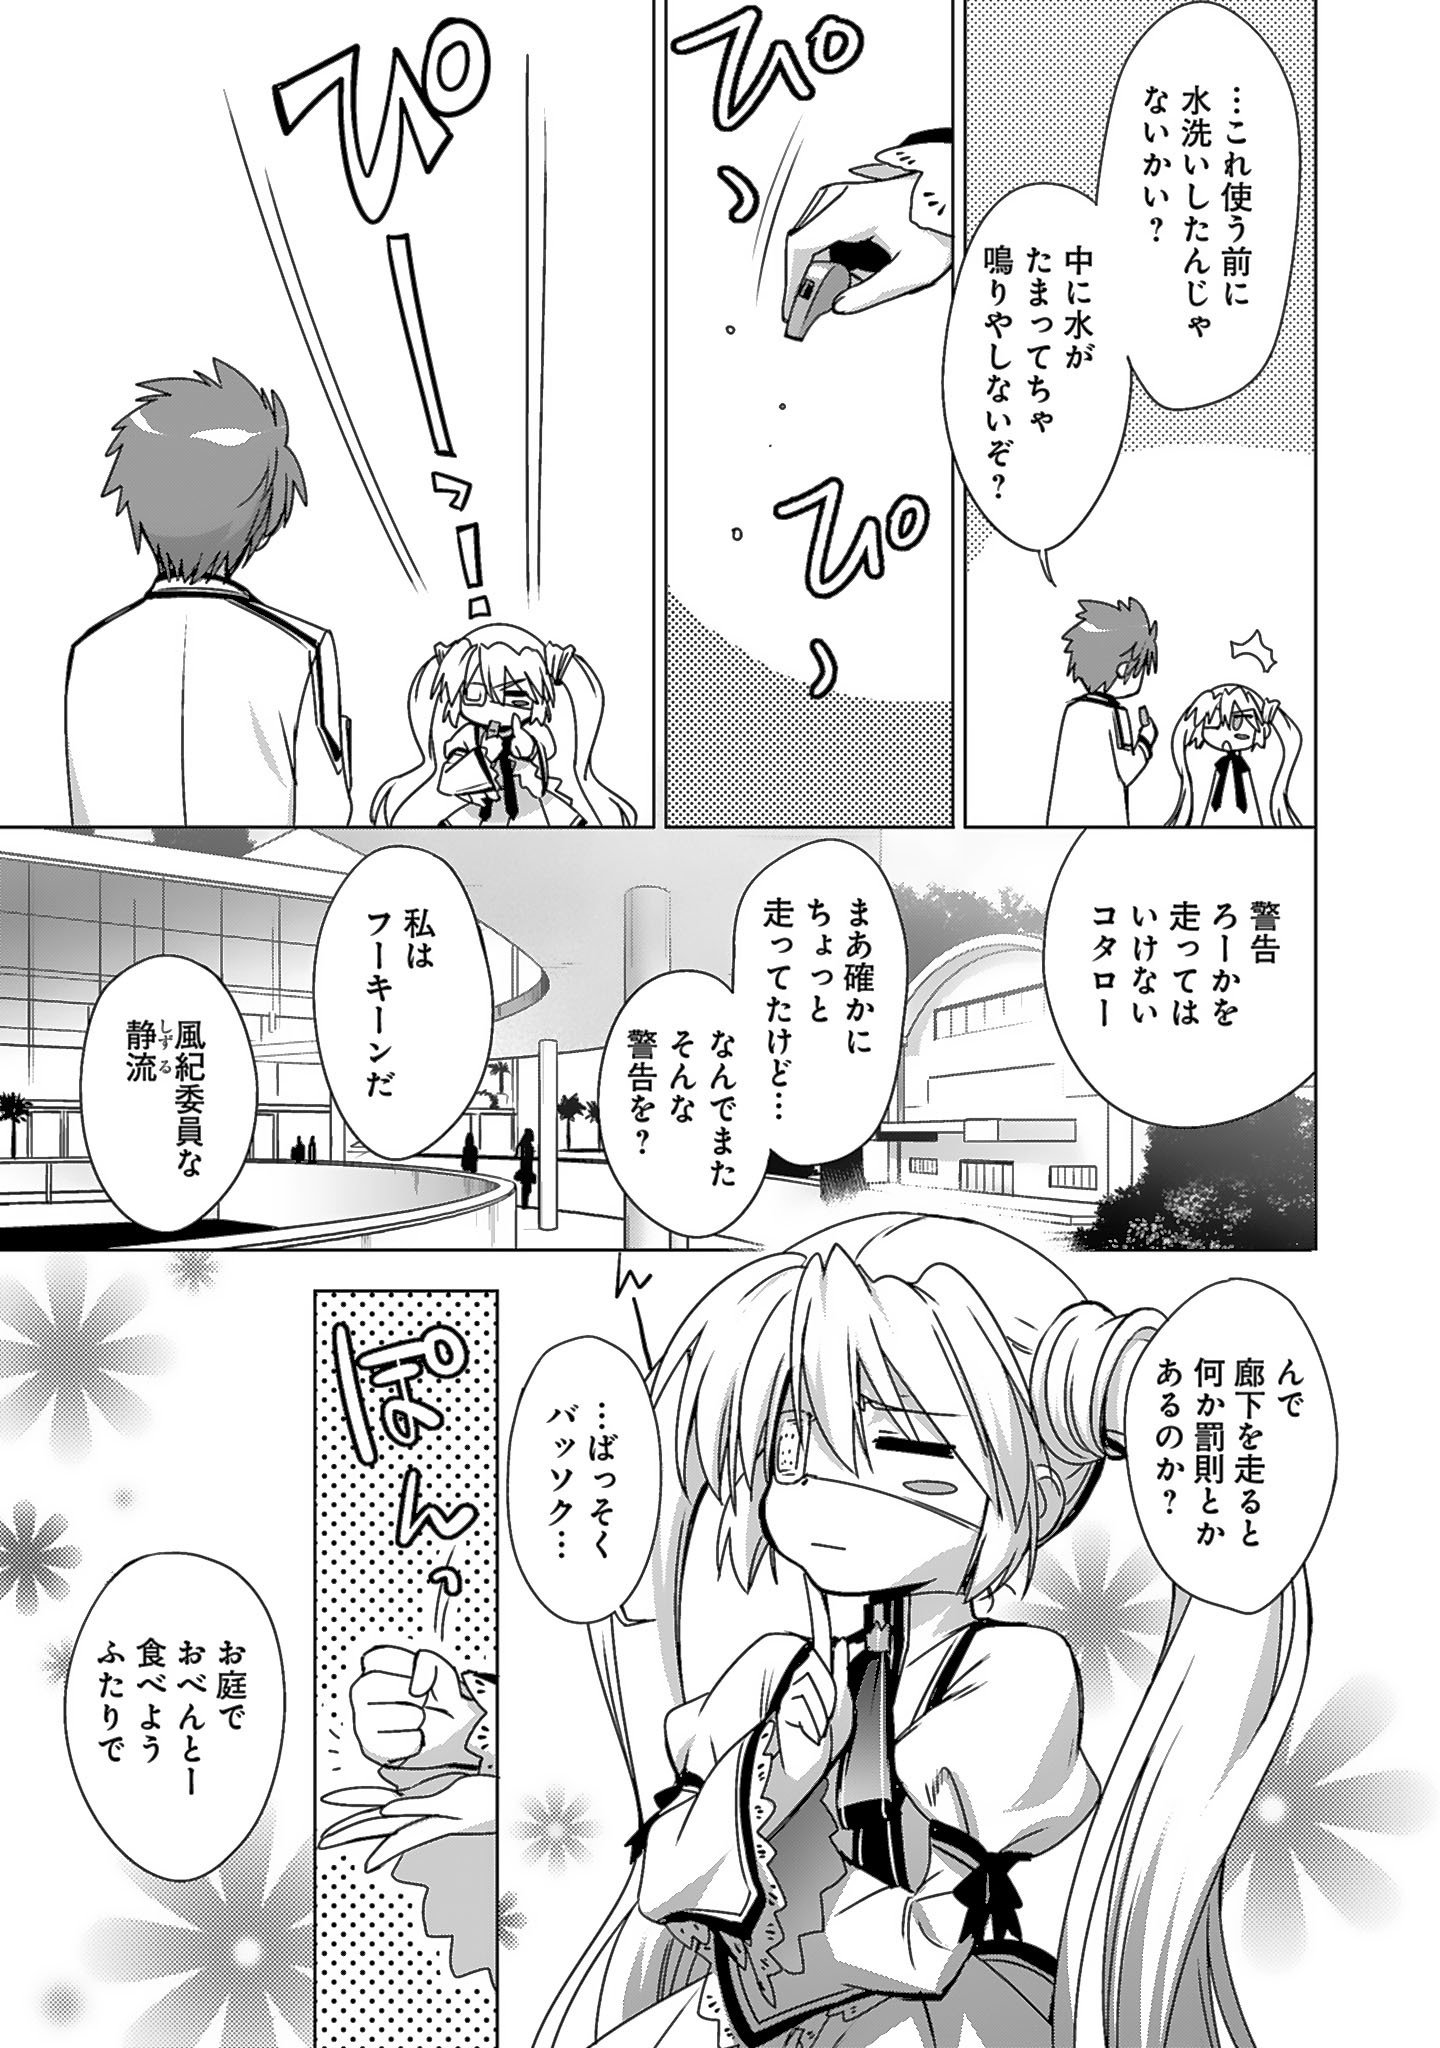 …これ使う前に
水洗いしたんじゃ
ないかい？
中に水が
たまってちゃ
鳴りやしないぞ？
ぴっ
ぴっ
ぴーーっ！
警告
ろーかを
走っては
いけない
コタロー
まあ確かに
ちょっと
走ってたけど…
なんでまた
そんな
警告を？
私は
フーキーンだ
風紀委員な
静流
しずる
んで
廊下を走ると
何か罰則とか
あるのか？
…ばっそく
バッソク…
ぽんっ
お庭で
おべんとー
食べよう
ふたりで